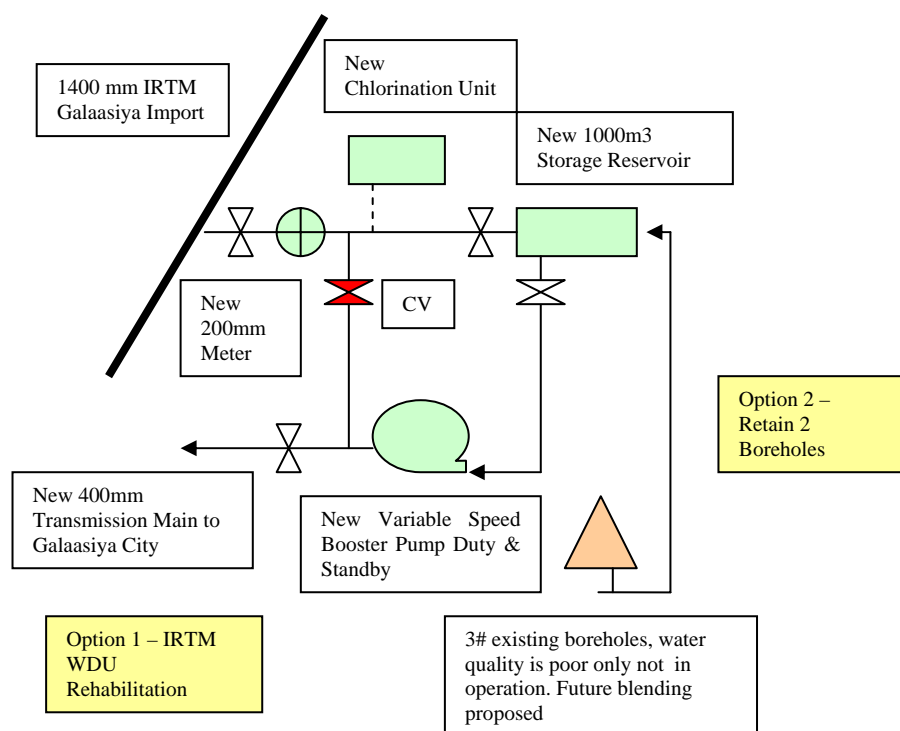 1400 mm IRTM
Galaasiya Import
New
Chlorination Unit
New 1000m3
Storage Reservoir
New
200mm
Meter
CV
Option 2 –
Retain 2
Boreholes
New 400mm
Transmission Main to
Galaasiya City
New Variable Speed
Booster Pump Duty &
Standby
Option 1 – IRTM
WDU
Rehabilitation
3# existing boreholes, water
quality is poor only not in
operation. Future blending
proposed